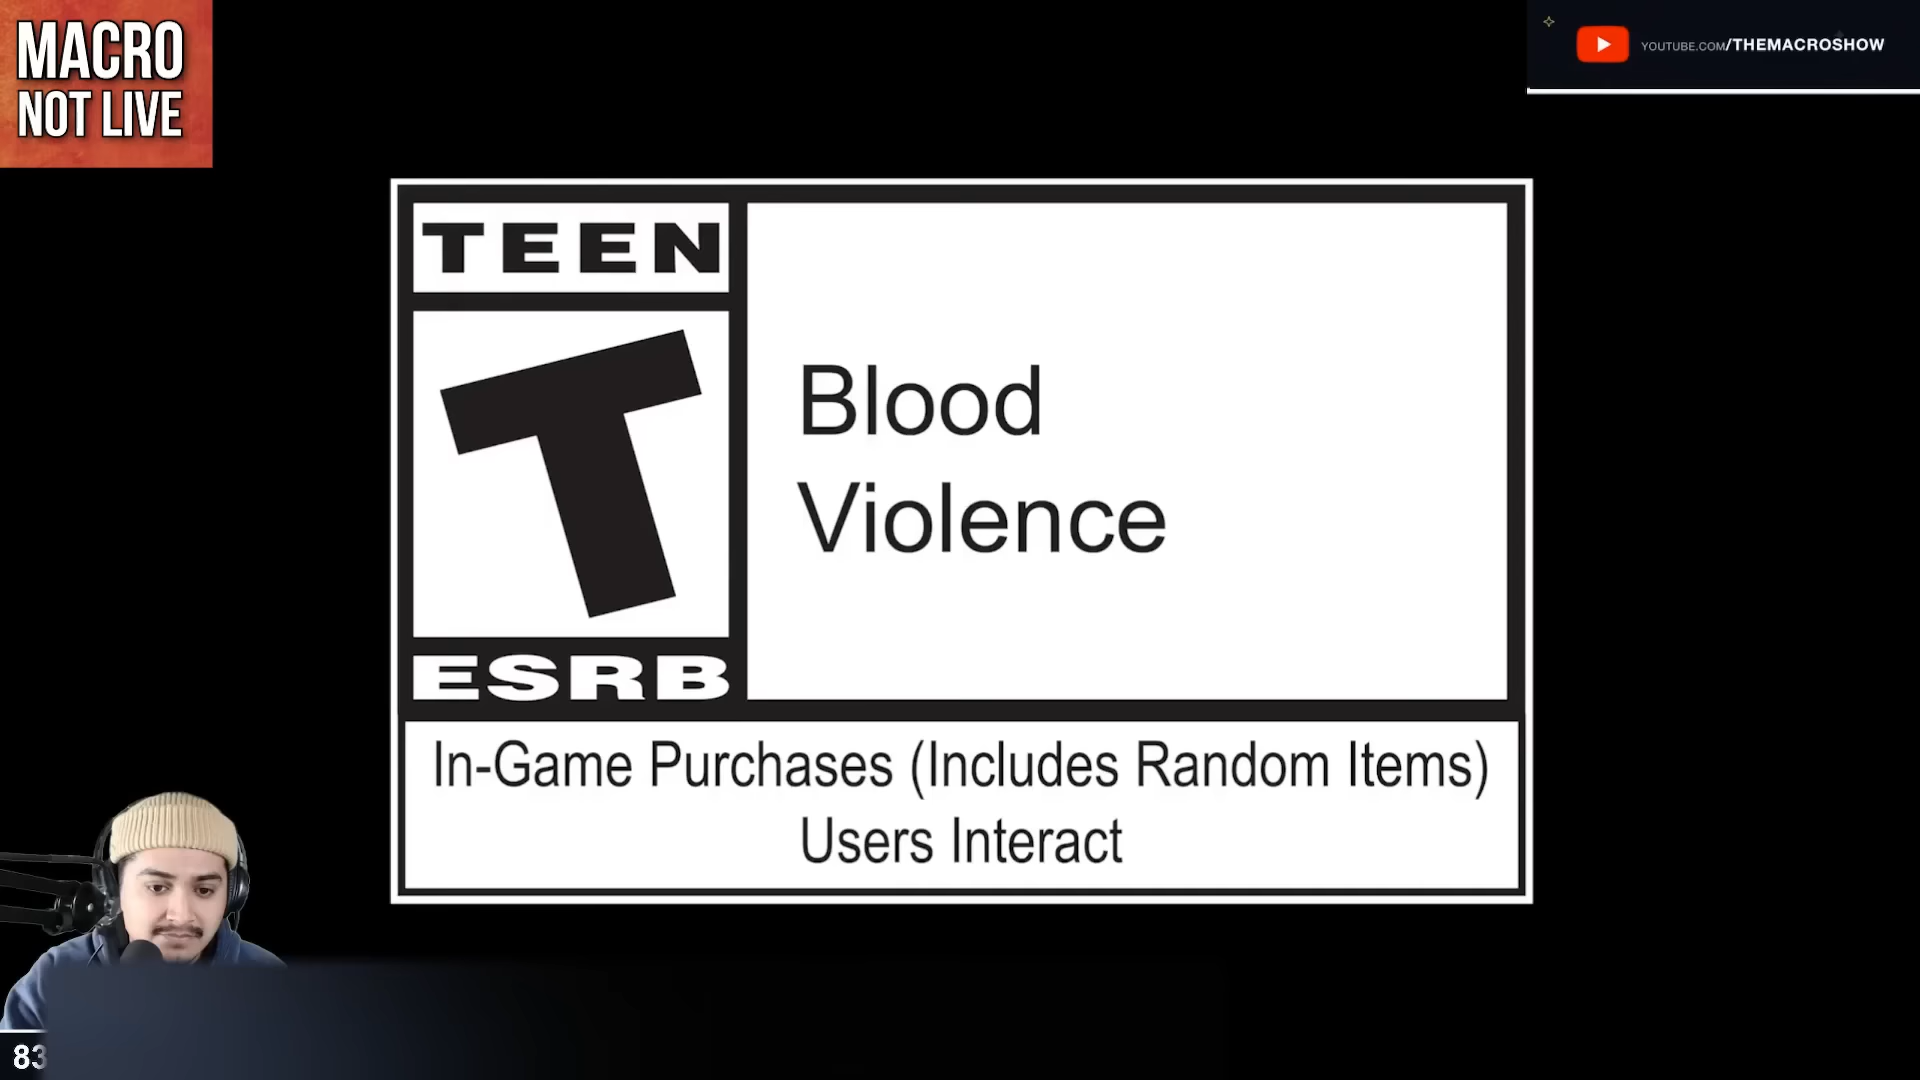 MACRO
NOT LIVE
YOUTUBE.COM/THEMACROSHOW
TEEN
T
ESRB
Blood
Violence
In-Game Purchases (Includes Random Items)
Users Interact
83